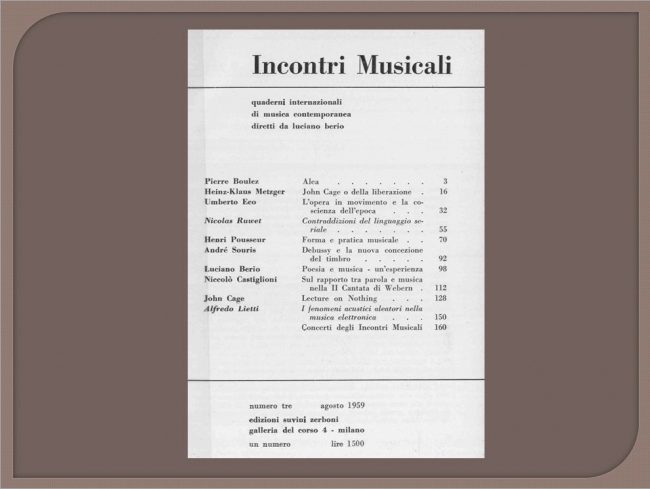 Incontri Musicali
quaderni internazionali
di musica contemporanea
diretti da luciano berio
Pierre Boulez Alea . . . . . . . 3
Heinz-Klaus Metzger John Cage o della liberazione . 16
Umberto Eco L'opera in movimento e la co-
scienza dell'epoca . . . 32
Nicolas Ruwet Contraddizioni del linguaggio se-
riale . . . . . . . 55
Henri Pousseur Forma e pratica musicale . . 70
André Souris Debussy e la nuova concezione
del timbro . . . . . 92
Luciano Berio Poesia e musica - un'esperienza 98
Niccolò Castiglioni Sul rapporto tra parola e musica
nella II Cantata di Webern . 112
John Cage Lecture on Nothing . . . 128
Alfredo Lietti I fenomeni acustici aleatori nella
musica elettronica . . . 150
Concerti degli Incontri Musicali 160
numero tre agosto 1959
edizioni suvini zerboni
galleria del corso 4 - milano
un numero lire 1500